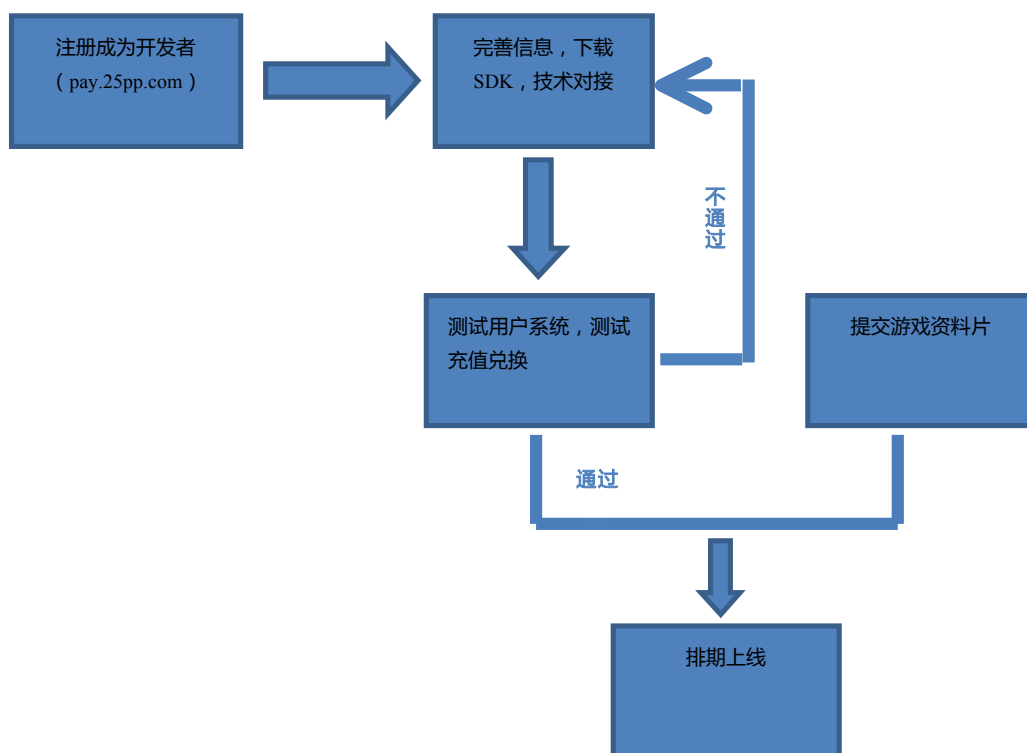 注册成为开发者
（pay.25pp.com）
完善信息，下载
SDK，技术对接
不
通
过
测试用户系统，测试
充值兑换
提交游戏资料片
通过
排期上线